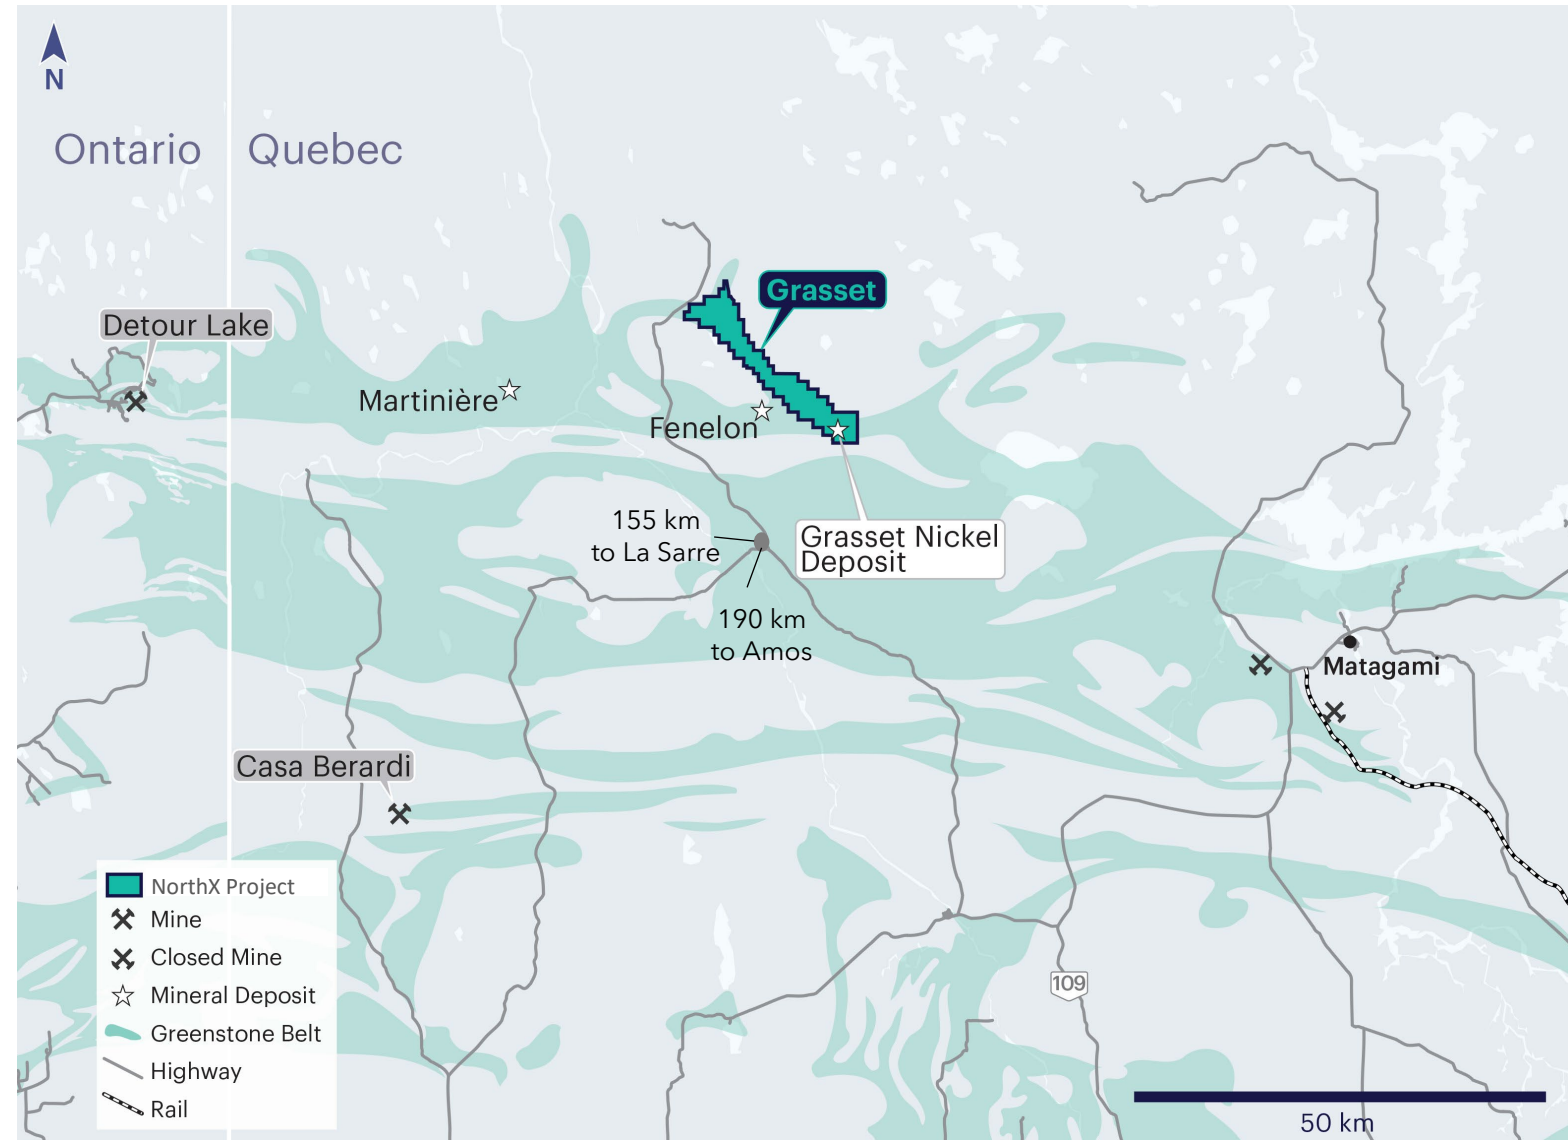 N
Ontario
Quebec
Grasset
Detour Lake
Martinière
Fenelon
155 km
to La Sarre
Grasset Nickel
Deposit
190 km
to Amos
Matagami
Casa Berardi
NorthX Project
Mine
Closed Mine
Mineral Deposit
Greenstone Belt
Highway
Rail
109
50 km